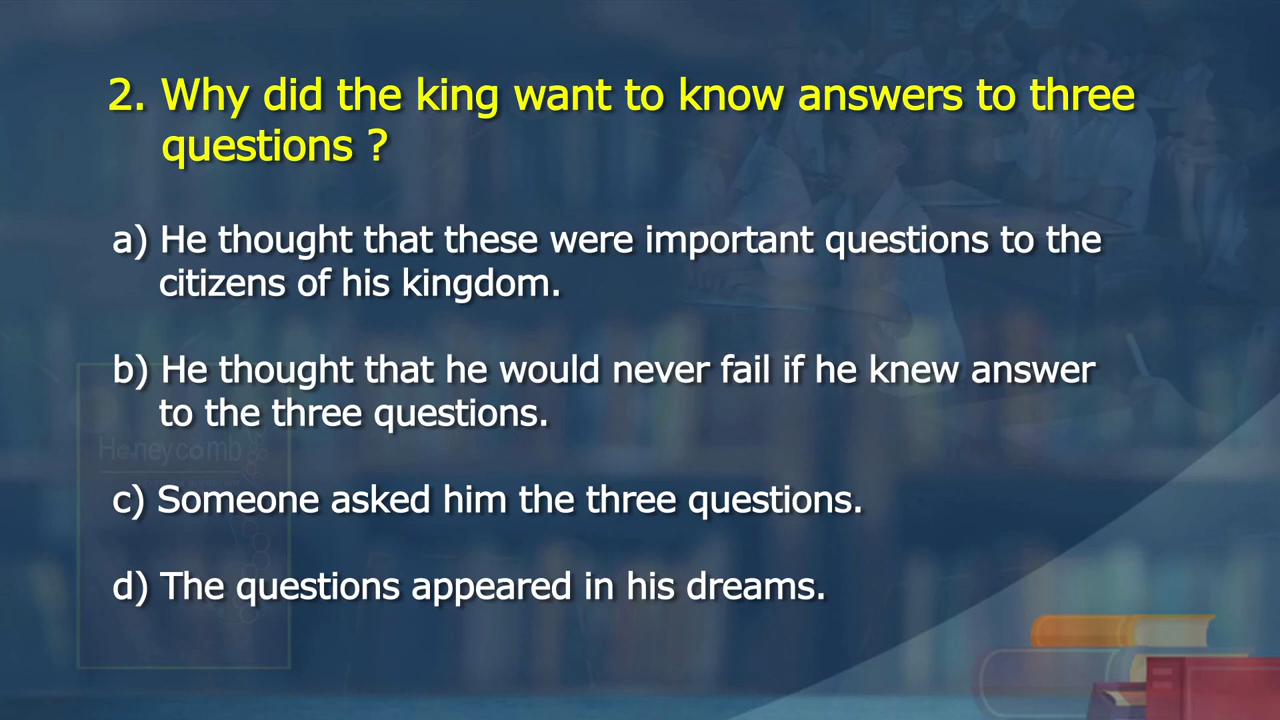 2. Why did the king want to know answers to three
questions ?
a) He thought that these were important questions to the
citizens of his kingdom.
b) He thought that he would never fail if he knew answer
to the three questions.
Honeycomb
c) Someone asked him the three questions.
d) The questions appeared in his dreams.